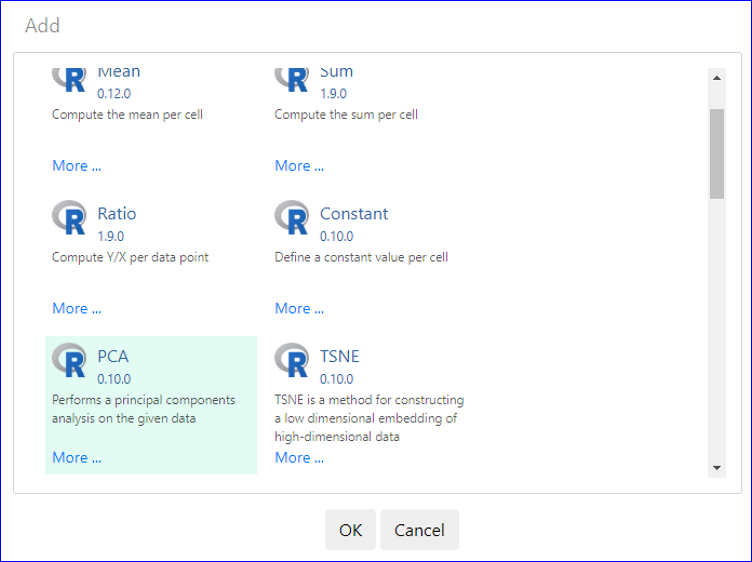 Add
Mean
Sum
0.12.0
1.9.0
Compute the mean per cell
Compute the sum per cell
More ...
More ...
Ratio
Constant
1.9.0
0.10.0
Compute Y/X per data point
Define a constant value per cell
More ...
More ...
PCA
TSNE
0.10.0
0.10.0
Performs a principal components
analysis on the given data
TSNE is a method for constructing
a low dimensional embedding of
high-dimensional data
More ...
More ...
OK
Cancel